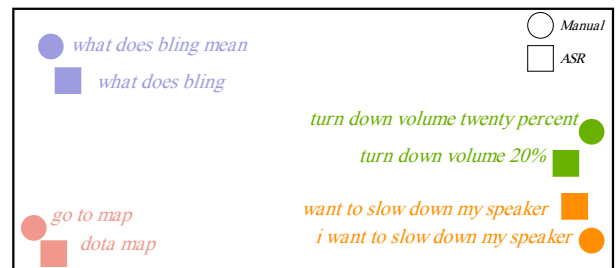 Manual
ASR
what does bling mean
what does bling
turn down volume twenty percent
turn down volume 20%
want to slow down my speaker
i want to slow down my speaker
go to map
dota map